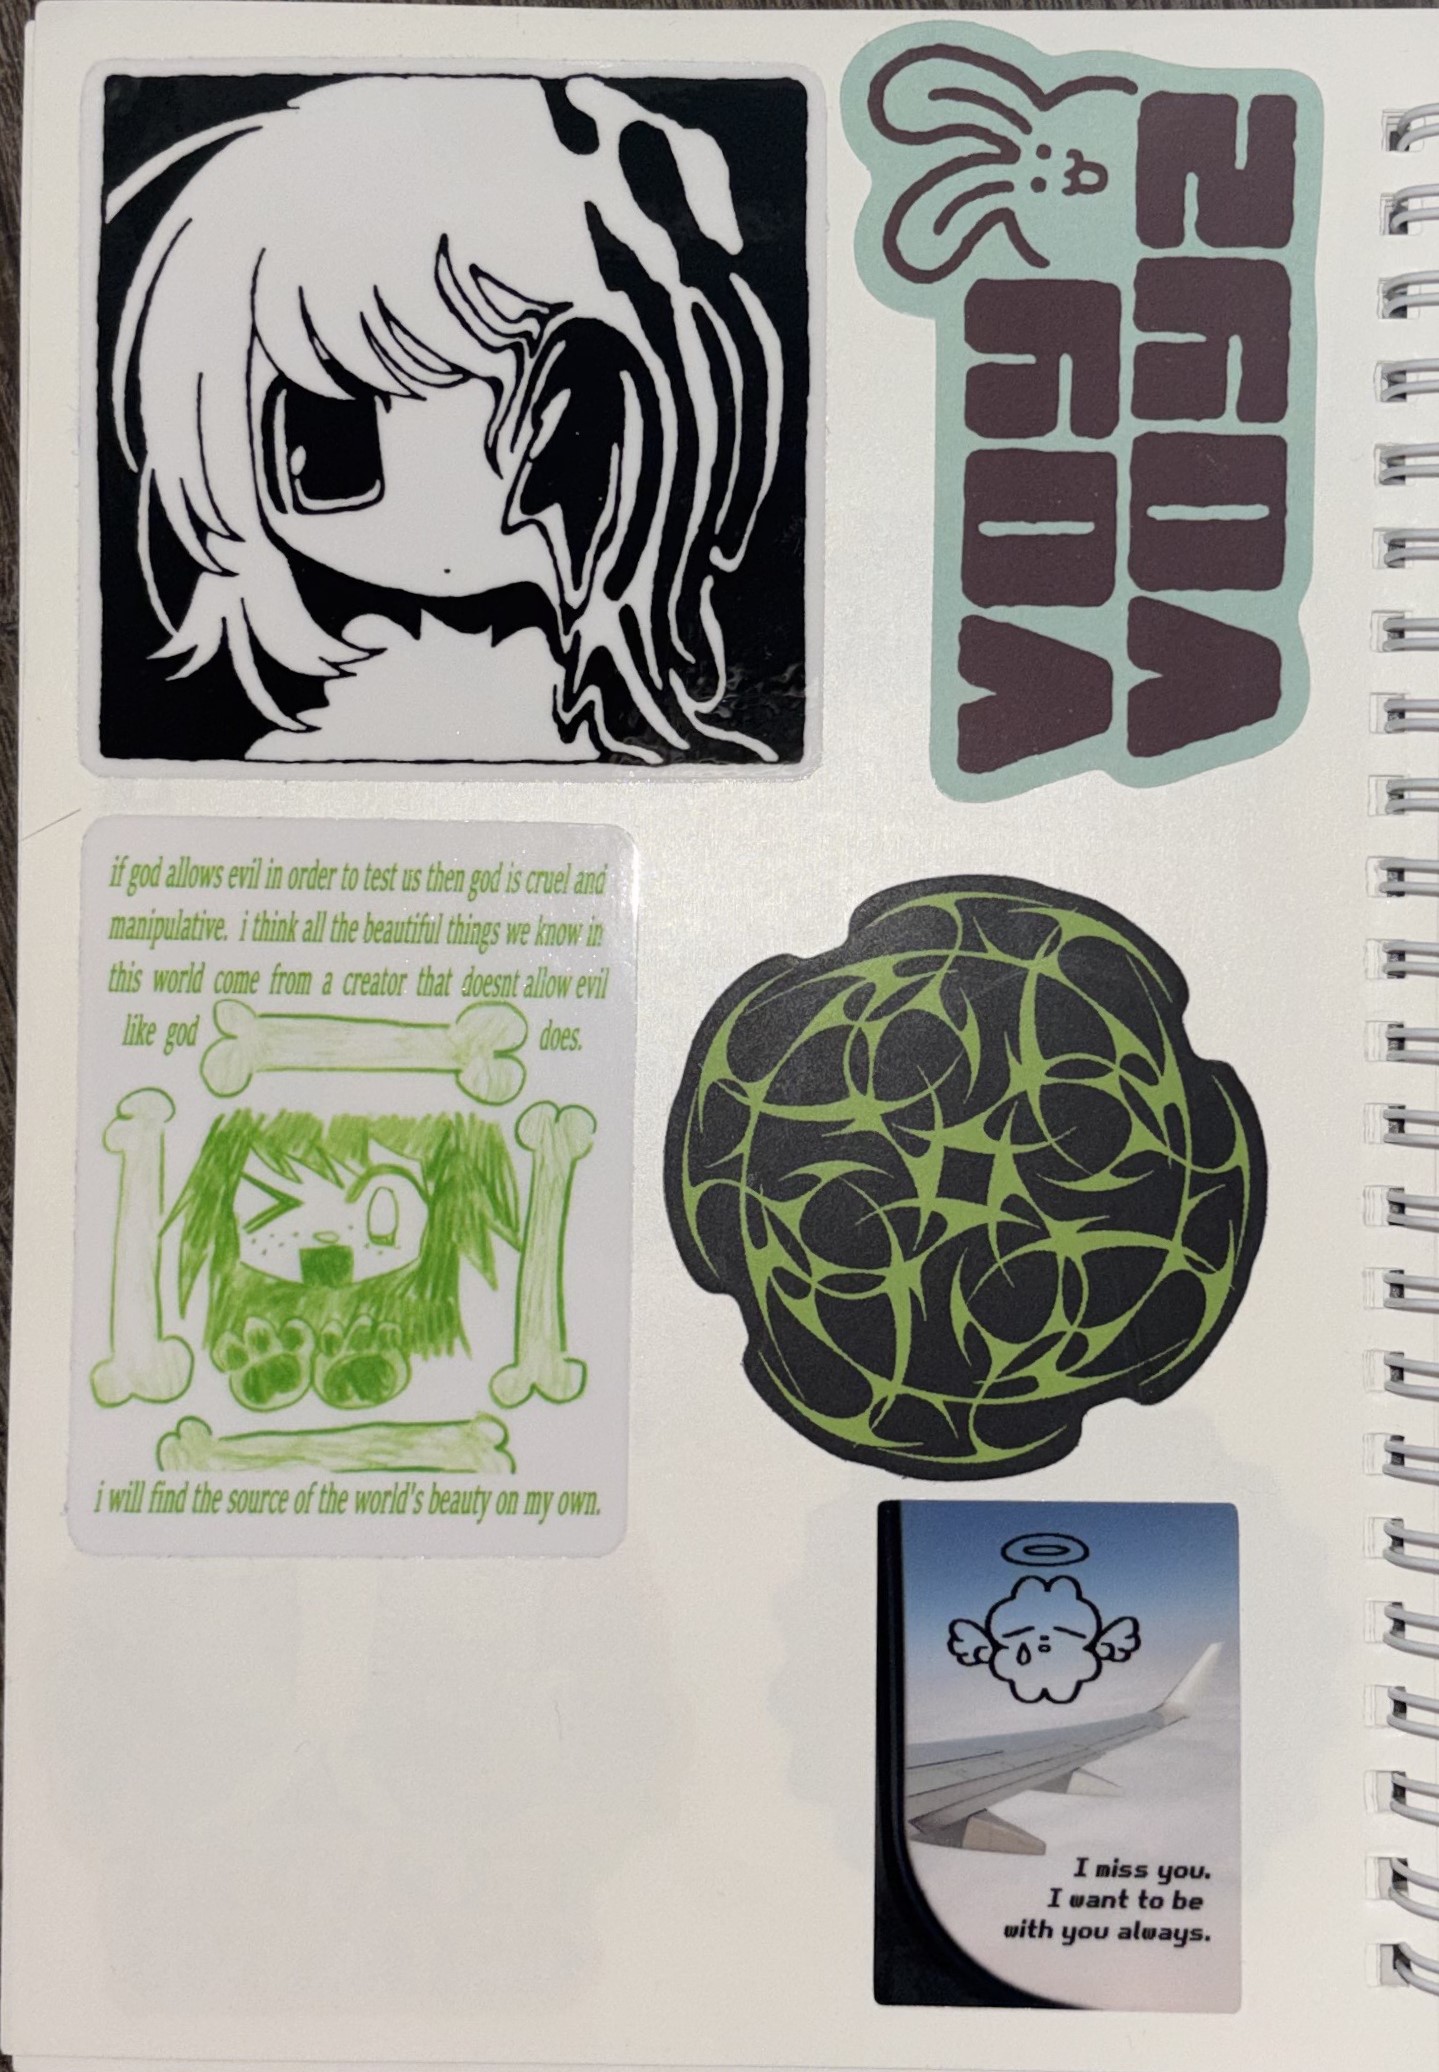 if god allows evil in order to test us then god is cruel and
manipulative. i think all the beautiful things we know in
this world come from a creator that doesnt allow evil
like god does.
i will find the source of the world's beauty on my own.
I miss you.
I want to be
with you always.